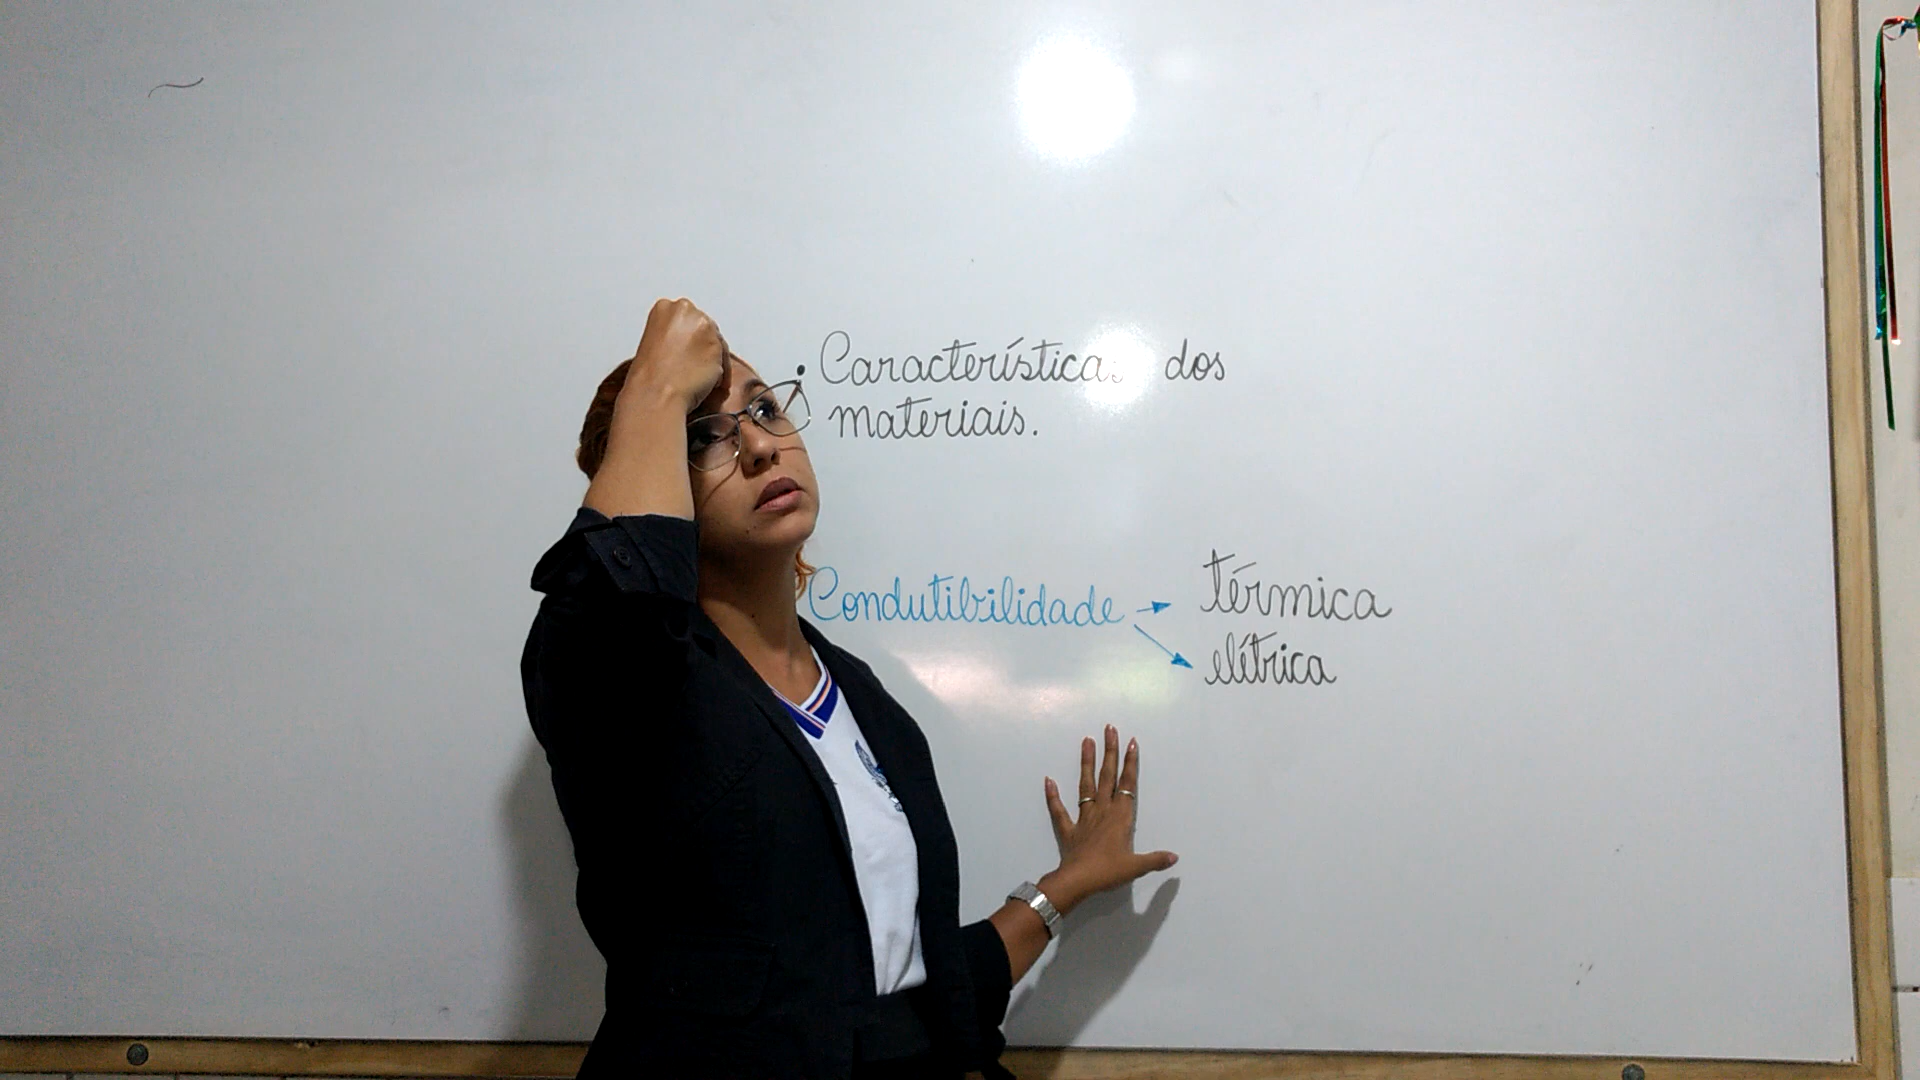 • Características dos
materiais.
Condutibilidade → térmica
elétrica